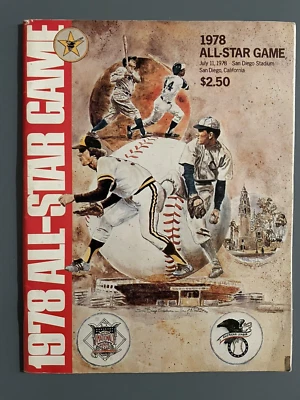 1978
ALL-STAR GAME
July 11, 1978 San Diego Stadium
San Diego, California
$2.50
1978 ALL-STAR GAME
44